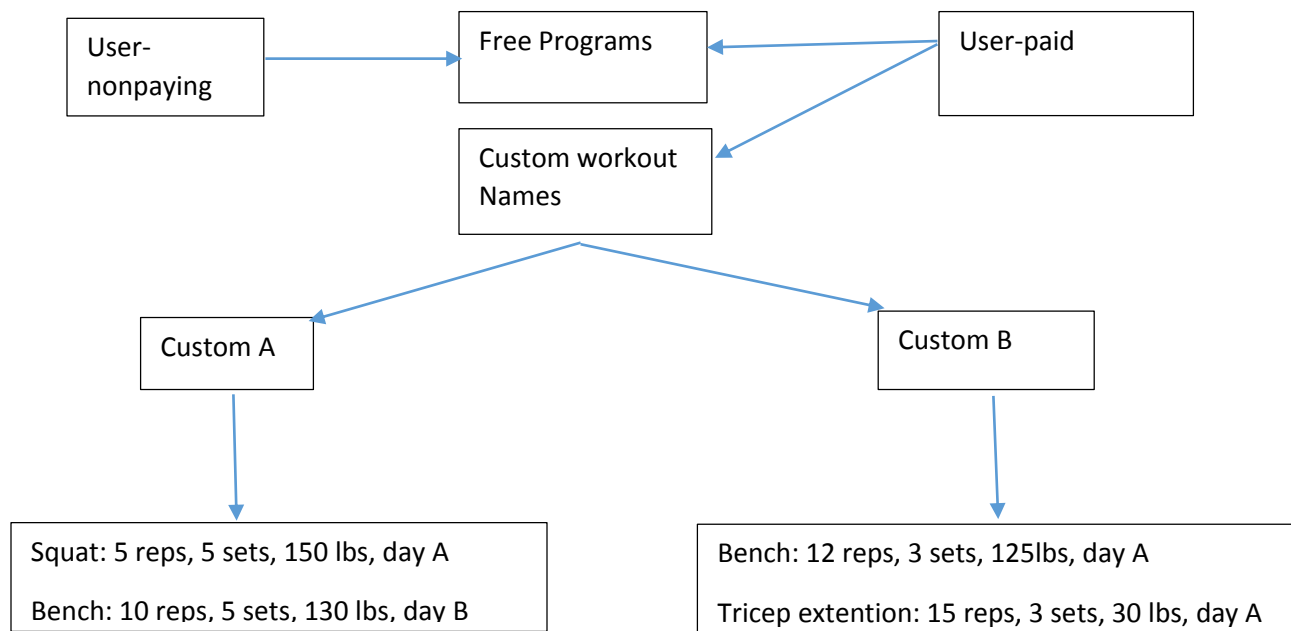 User-
nonpaying
Free Programs
User-paid
Custom workout
Names
Custom A
Custom B
Squat: 5 reps, 5 sets, 150 lbs, day A
Bench: 10 reps, 5 sets, 130 lbs, day B
Bench: 12 reps, 3 sets, 125lbs, day A
Tricep extention: 15 reps, 3 sets, 30 lbs, day A